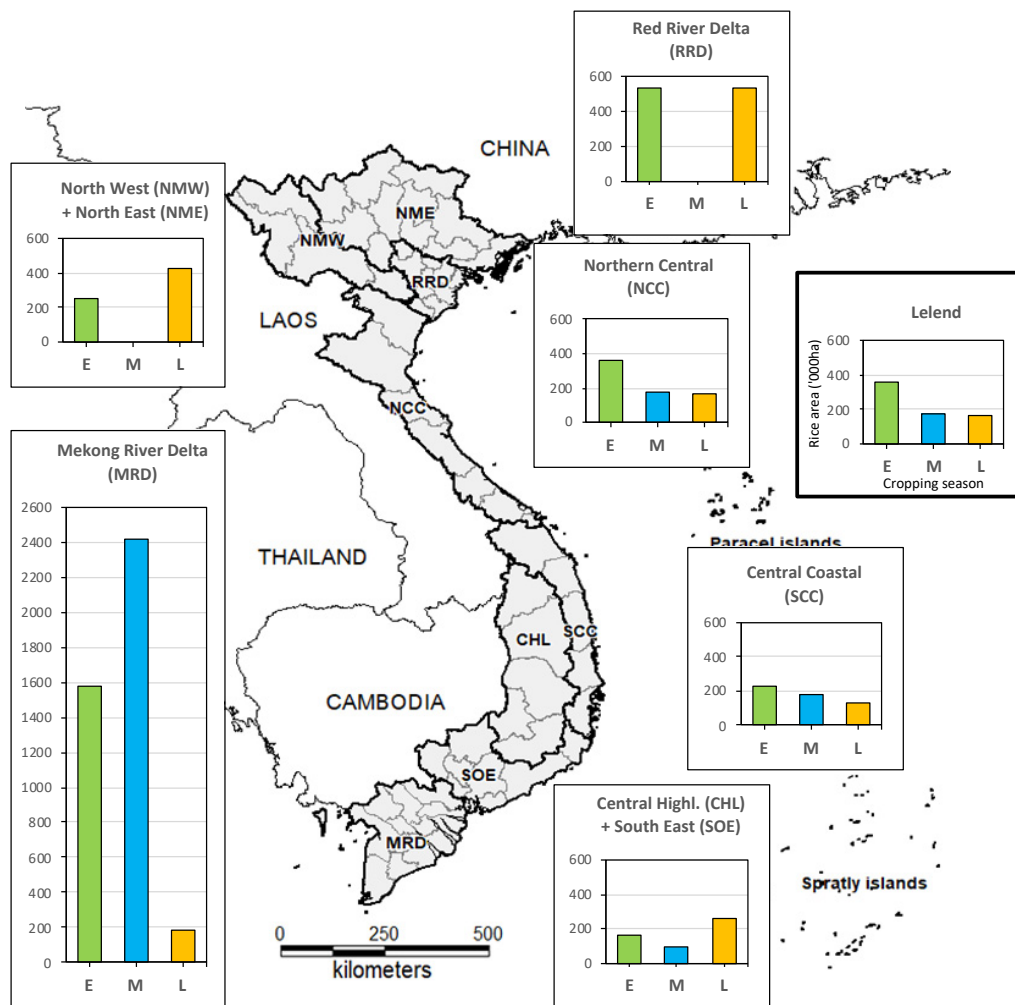 Red River Delta
(RRD)
600
400
200
0
E M L
CHINA
North West (NMW)
+ North East (NME)
600
400
200
0
E M L
NME
NMW
RRD
LAOS
NCC
Northern Central
(NCC)
600
400
200
0
E M L
Lelend
Rice area ('000ha)
600
400
200
0
E M L
Cropping season
Mekong River Delta
(MRD)
2600
2400
2200
2000
1800
1600
1400
1200
1000
800
600
400
200
0
E M L
THAILAND
CAMBODIA
CHL
SCC
SOE
MRD
Paracel islands
Central Coastal
(SCC)
600
400
200
0
E M L
Central Highl. (CHL)
+ South East (SOE)
600
400
200
0
E M L
Spratly islands
0 250 500
kilometers